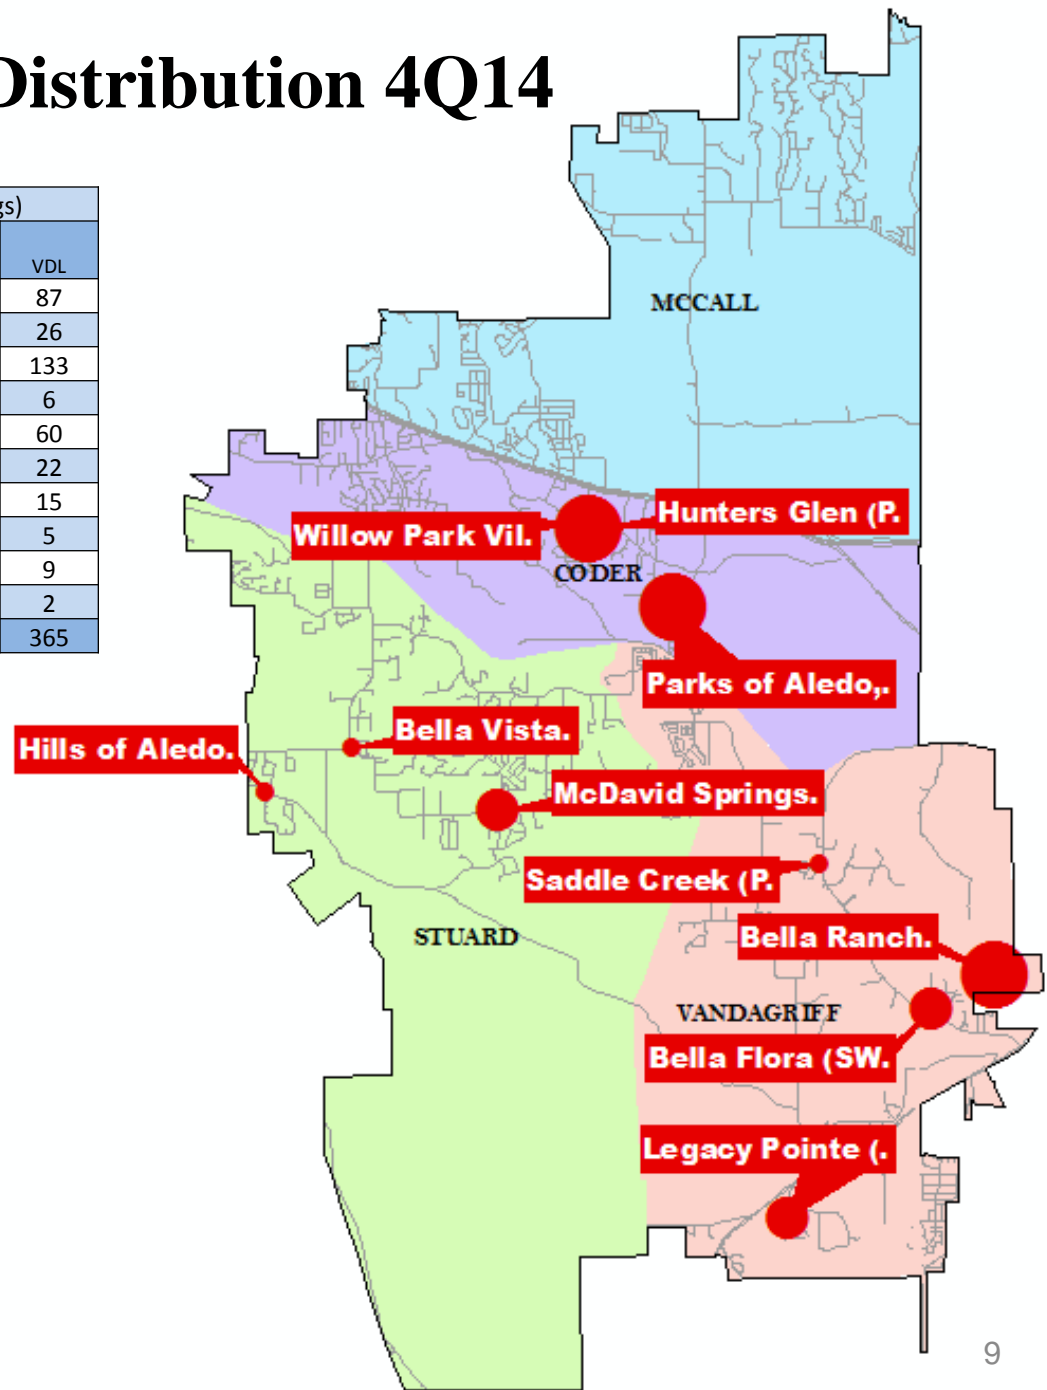 Distribution 4Q14
gs)
VDL
87
26
133
6
60
22
15
5
9
2
365
MCCALL
Hunters Glen (P.
Willow Park Vil.
CODER
Parks of Aledo,.
Bella Vista.
Hills of Aledo.
McDavid Springs.
Saddle Creek (P.
Bella Ranch.
STUARD
VANDAGRIFF
Bella Flora (SW.
Legacy Pointe (.
9